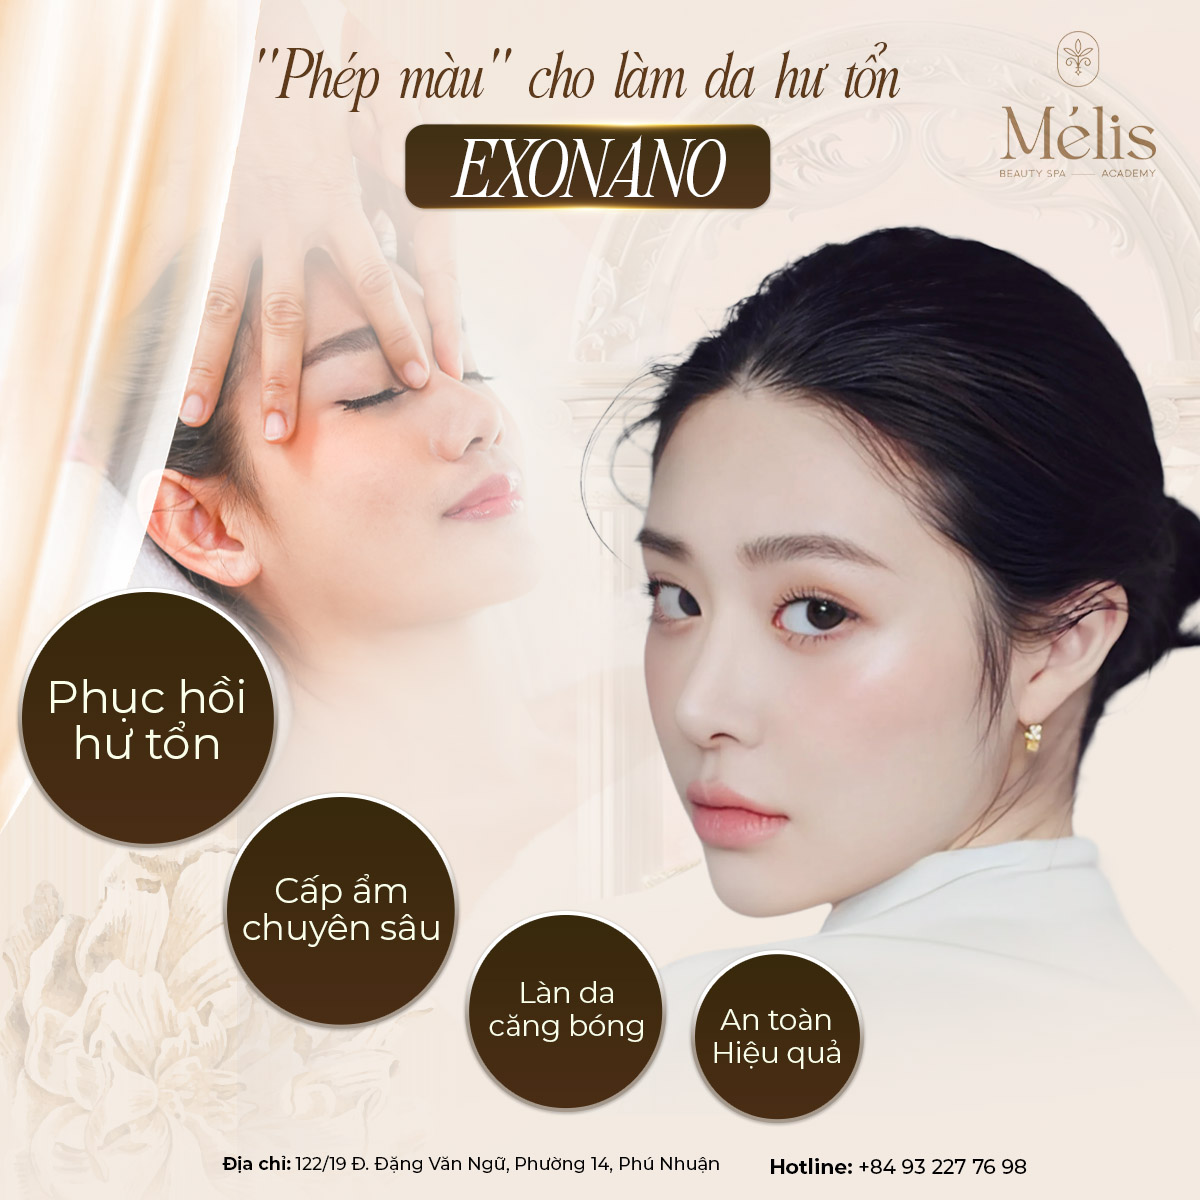 "Phép màu" cho làm da hư tổn
EXONANO
Mélis
BEAUTY SPA ACADEMY
Phục hồi
hư tổn
Cấp ẩm
chuyên sâu
Làn da
căng bóng
An toàn
Hiệu quả
Địa chỉ: 122/19 Đ. Đặng Văn Ngữ, Phường 14, Phú Nhuận
Hotline: +84 93 227 76 98